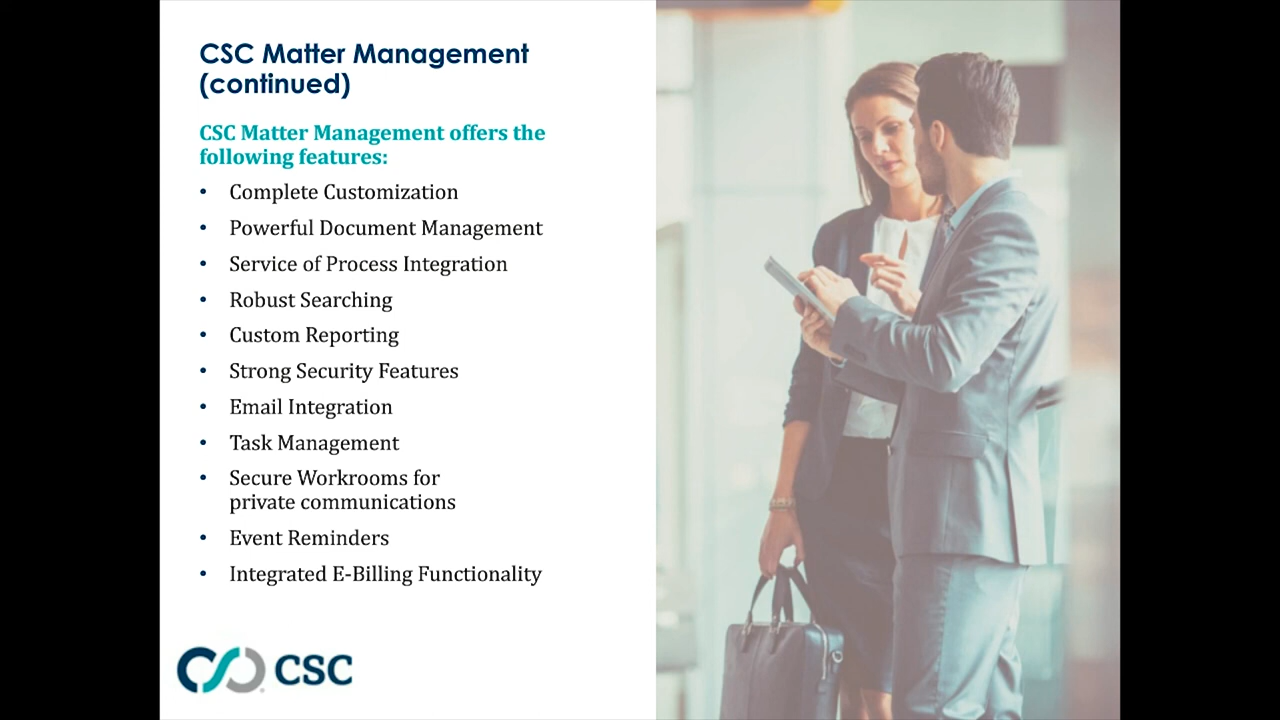 CSC Matter Management
(continued)
CSC Matter Management offers the
following features:
• Complete Customization
• Powerful Document Management
• Service of Process Integration
• Robust Searching
• Custom Reporting
• Strong Security Features
• Email Integration
• Task Management
• Secure Workrooms for
private communications
• Event Reminders
• Integrated E-Billing Functionality
CSC